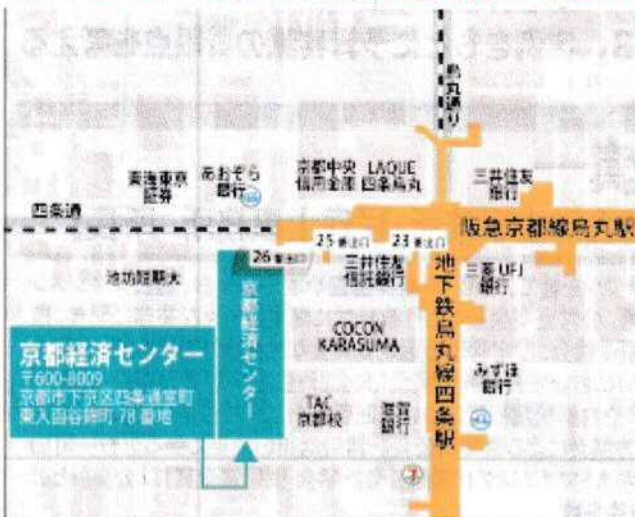 烏丸通り
東海東京
証券
あおぞら
銀行
京都中央
信用金庫
LAQUE
四条烏丸
三井住友
銀行
四条通
阪急京都線烏丸駅
26番出口
25番出口
23番出口
池坊短期大
京都経済センター
三井住友
信託銀行
地下鉄烏丸線四条駅
三菱UFJ
銀行
COCON
KARASUMA
京都経済センター
〒600-8009
京都市下京区四条通室町
東入函谷鉾町78番地
TAC
京都校
滋賀
銀行
みずほ
銀行